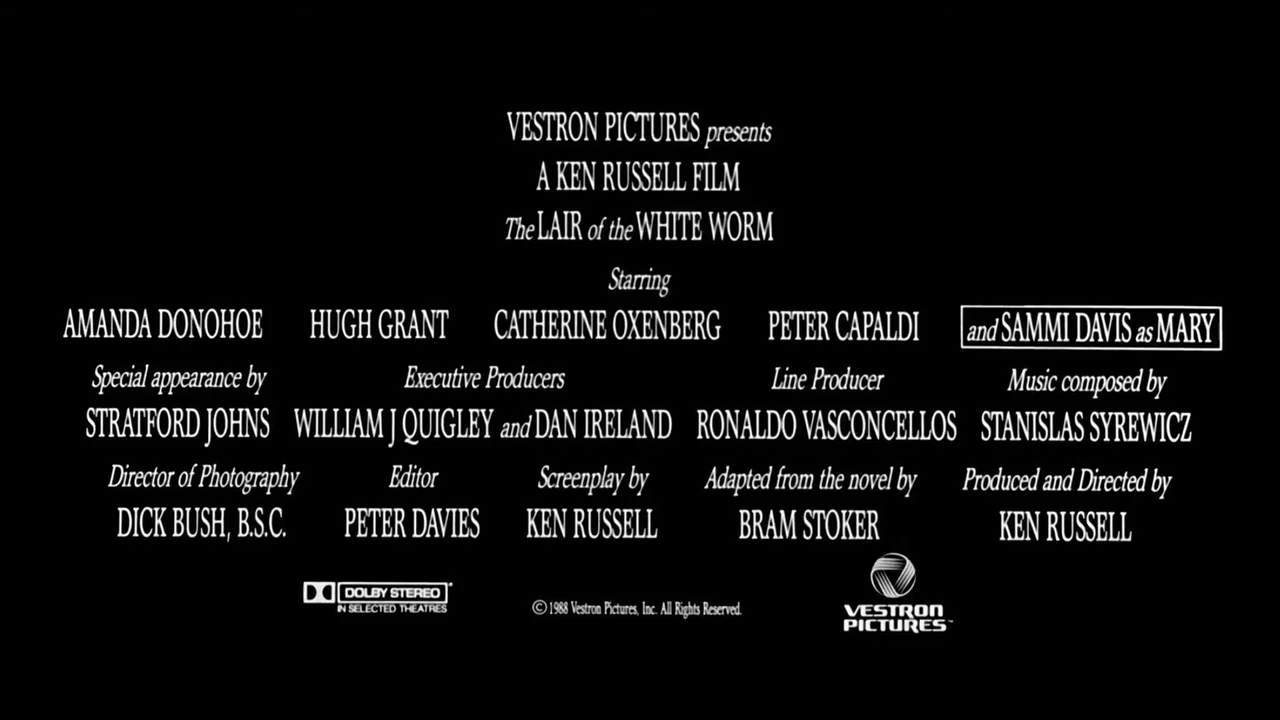 VESTRON PICTURES presents
A KEN RUSSELL FILM
The LAIR of the WHITE WORM
Starring
AMANDA DONOHOE HUGH GRANT CATHERINE OXENBERG PETER CAPALDI and SAMMI DAVIS as MARY
Special appearance by Executive Producers Line Producer Music composed by
STRATFORD JOHNS WILLIAM J QUIGLEY and DAN IRELAND RONALDO VASCONCELLOS STANISLAS SYREWICZ
Director of Photography Editor Screenplay by Adapted from the novel by Produced and Directed by
DICK BUSH, B.S.C. PETER DAVIES KEN RUSSELL BRAM STOKER KEN RUSSELL
DOLBY STEREO
IN SELECTED THEATRES
©1988 Vestron Pictures, Inc. All Rights Reserved.
VESTRON
PICTURES™